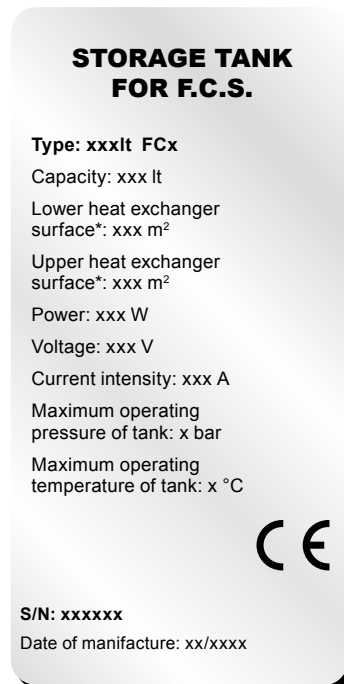 STORAGE TANK
FOR F.C.S.
Type: xxxlt FCx
Capacity: xxx lt
Lower heat exchanger
surface*: xxx m²
Upper heat exchanger
surface*: xxx m²
Power: xxx W
Voltage: xxx V
Current intensity: xxx A
Maximum operating
pressure of tank: x bar
Maximum operating
temperature of tank: x °C
CE
S/N: xxxxxx
Date of manifacture: xx/xxxx